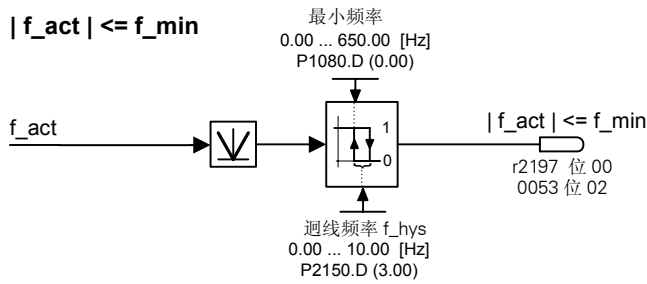 | f_act | <= f_min
最小频率
0.00 ... 650.00 [Hz]
P1080.D (0.00)
f_act
1
0
| f_act | <= f_min
r2197 位 00
0053 位 02
迥线频率 f_hys
0.00 ... 10.00 [Hz]
P2150.D (3.00)